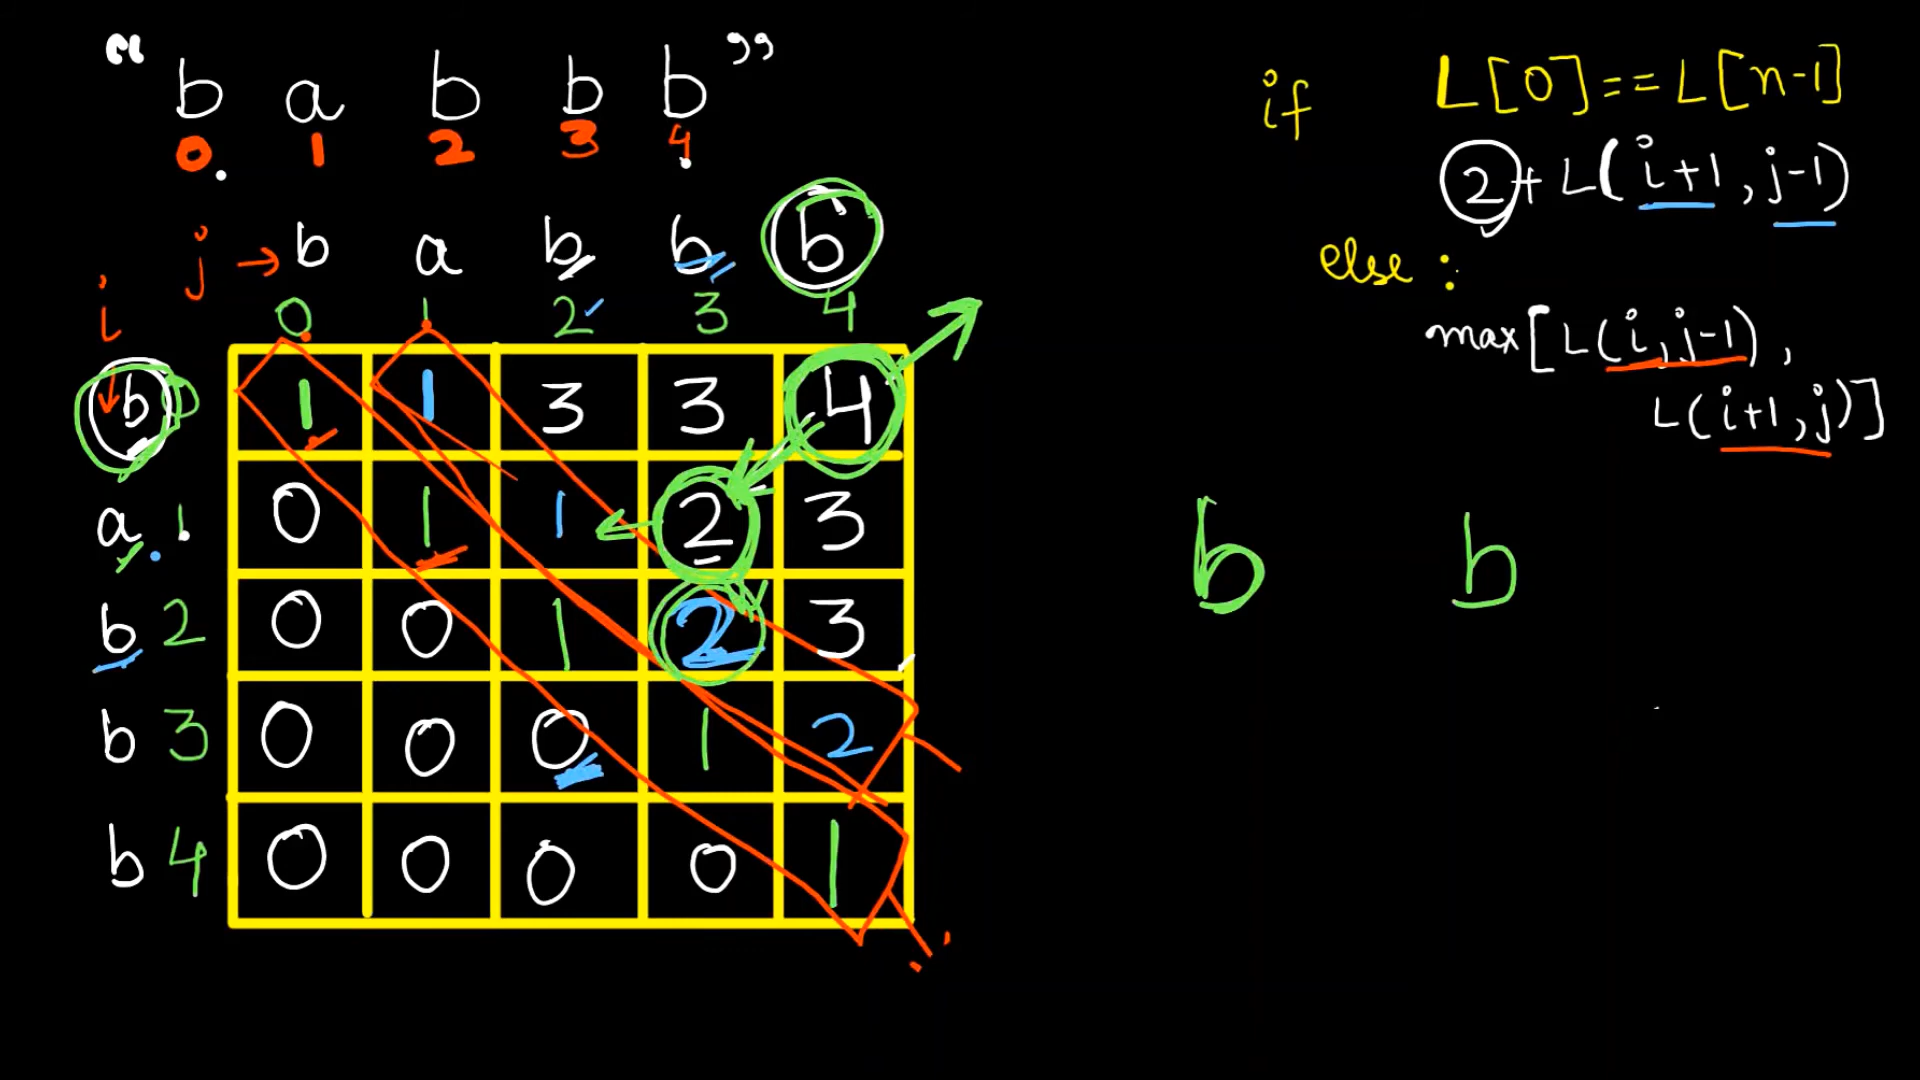 “ b a b b b ”
0 1 2 3 4
j → b a b b b
i
0 1 2 3 4
b 0 1 1 3 3 4
a 1 0 1 1 2 3
b 2 0 0 1 2 3
b 3 0 0 0 1 2
b 4 0 0 0 0 1
if L[0]==L[n-1]
2+L(i+1,j-1)
else :
max[L(i,j-1),
L(i+1,j)]
b b